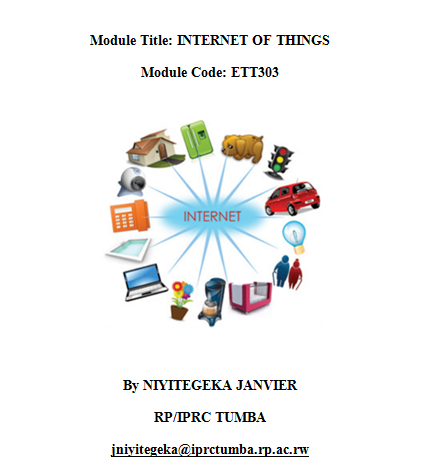 Module Title: INTERNET OF THINGS
Module Code: ETT303
INTERNET
By NIYITEGEKA JANVIER
RP/IPRC TUMBA
jniyitegeka@iprctumba.rp.ac.rw